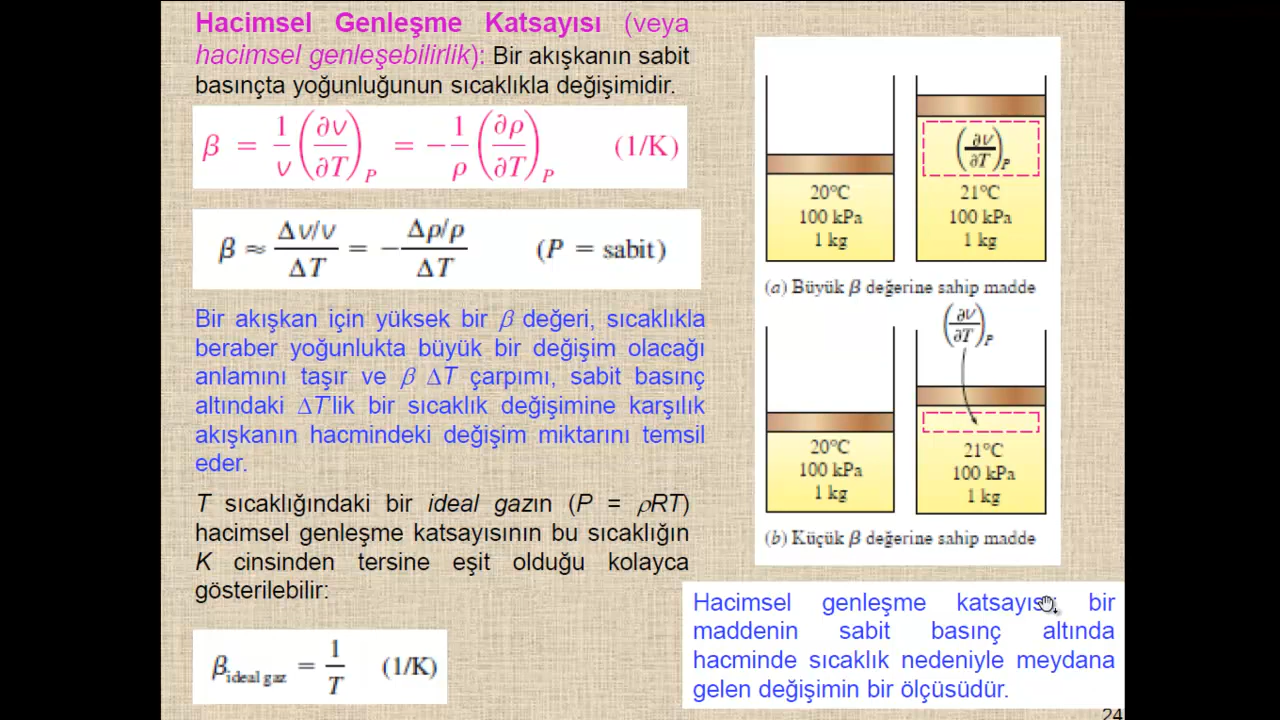 Hacimsel Genleşme Katsayısı (veya
hacimsel genleşebilirlik): Bir akışkanın sabit
basınçta yoğunluğunun sıcaklıkla değişimidir.
β = 1/ν (∂ν/∂T)_P = −1/ρ (∂ρ/∂T)_P (1/K)
β ≈ Δν/ν / ΔT = − Δρ/ρ / ΔT (P = sabit)
Bir akışkan için yüksek bir β değeri, sıcaklıkla
beraber yoğunlukta büyük bir değişim olacağı
anlamını taşır ve β ΔT çarpımı, sabit basınç
altındaki ΔT'lik bir sıcaklık değişimine karşılık
akışkanın hacmindeki değişim miktarını temsil
eder.
T sıcaklığındaki bir ideal gazın (P = ρRT)
hacimsel genleşme katsayısının bu sıcaklığın
K cinsinden tersine eşit olduğu kolayca
gösterilebilir:
β_ideal gaz = 1/T (1/K)
(∂ν/∂T)_P
20°C
100 kPa
1 kg
21°C
100 kPa
1 kg
(a) Büyük β değerine sahip madde
(∂ν/∂T)_P
20°C
100 kPa
1 kg
21°C
100 kPa
1 kg
(b) Küçük β değerine sahip madde
Hacimsel genleşme katsayısı; bir
maddenin sabit basınç altında
hacminde sıcaklık nedeniyle meydana
gelen değişimin bir ölçüsüdür.
24